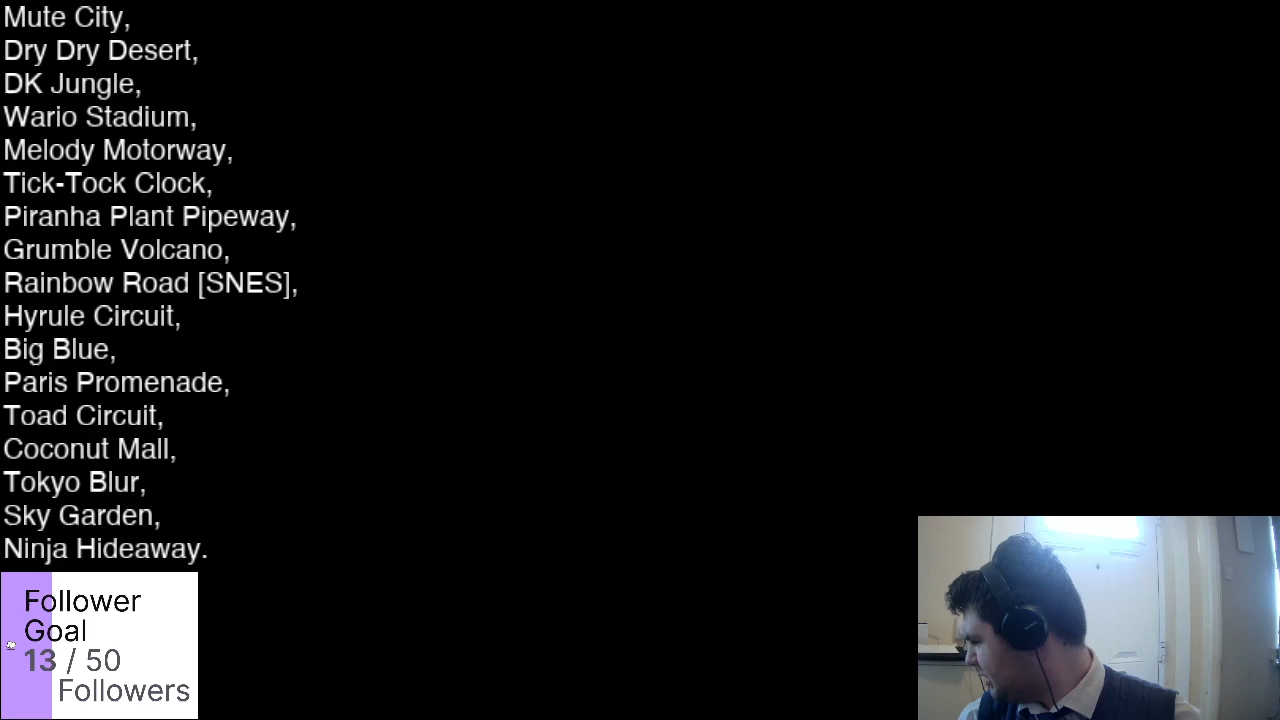 Mute City,
Dry Dry Desert,
DK Jungle,
Wario Stadium,
Melody Motorway,
Tick-Tock Clock,
Piranha Plant Pipeway,
Grumble Volcano,
Rainbow Road [SNES],
Hyrule Circuit,
Big Blue,
Paris Promenade,
Toad Circuit,
Coconut Mall,
Tokyo Blur,
Sky Garden,
Ninja Hideaway.
Follower
Goal
13 / 50
Followers